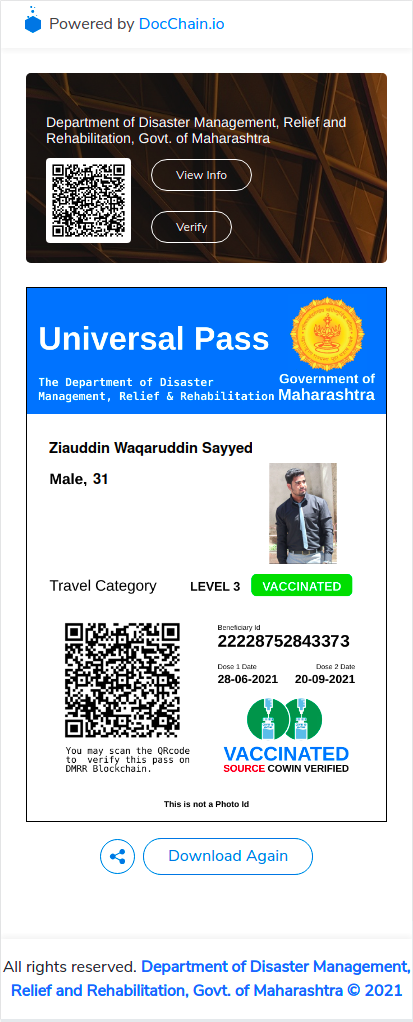 Powered by DocChain.io
Department of Disaster Management, Relief and
Rehabilitation, Govt. of Maharashtra
View Info
Verify
Universal Pass
The Department of Disaster
Management, Relief & Rehabilitation
Government of
Maharashtra
Ziauddin Waqaruddin Sayyed
Male, 31
Travel Category LEVEL 3 VACCINATED
Beneficiary Id
22228752843373
Dose 1 Date Dose 2 Date
28-06-2021 20-09-2021
You may scan the QRcode
to verify this pass on
DMRR Blockchain.
VACCINATED
SOURCE COWIN VERIFIED
This is not a Photo Id
Download Again
All rights reserved. Department of Disaster Management,
Relief and Rehabilitation, Govt. of Maharashtra © 2021